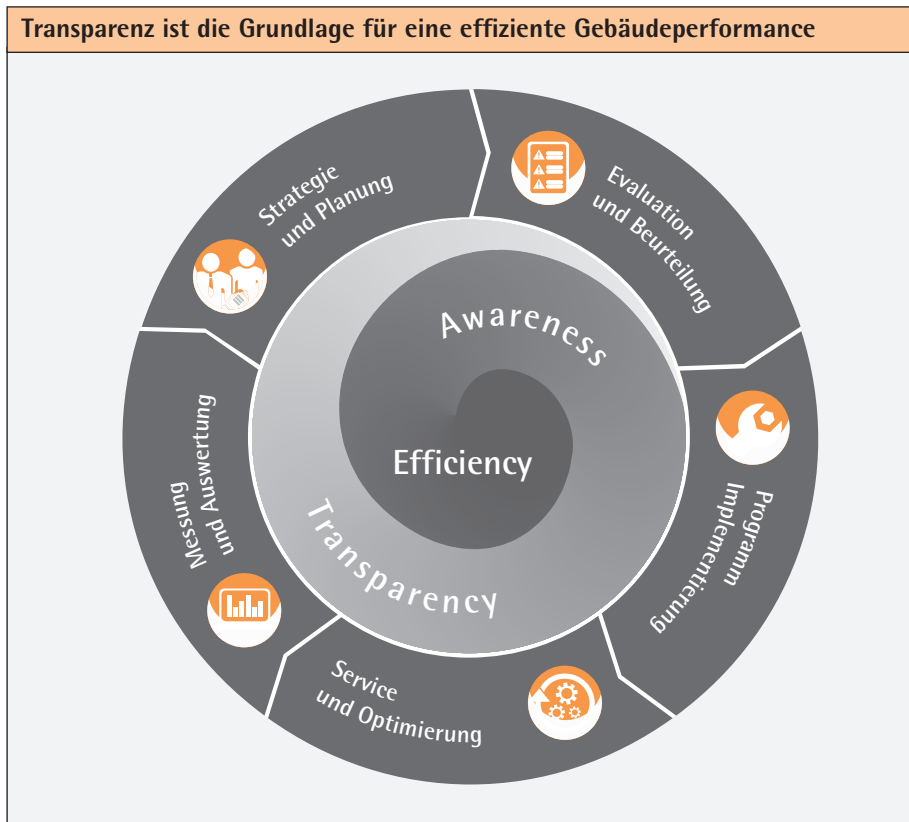 Transparenz ist die Grundlage für eine effiziente Gebäudeperformance
Strategie
und Planung
Evaluation
und Beurteilung
Programm
Implementierung
Service
und Optimierung
Messung
und Auswertung
Awareness
Efficiency
Transparency